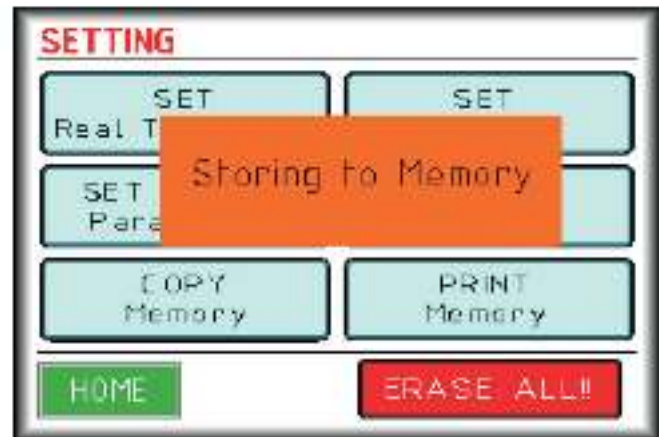 SETTING
SET
Real T
SET
SET
Para
Storing to Memory
COPY
Memory
PRINT
Memory
HOME
ERASE ALL!!